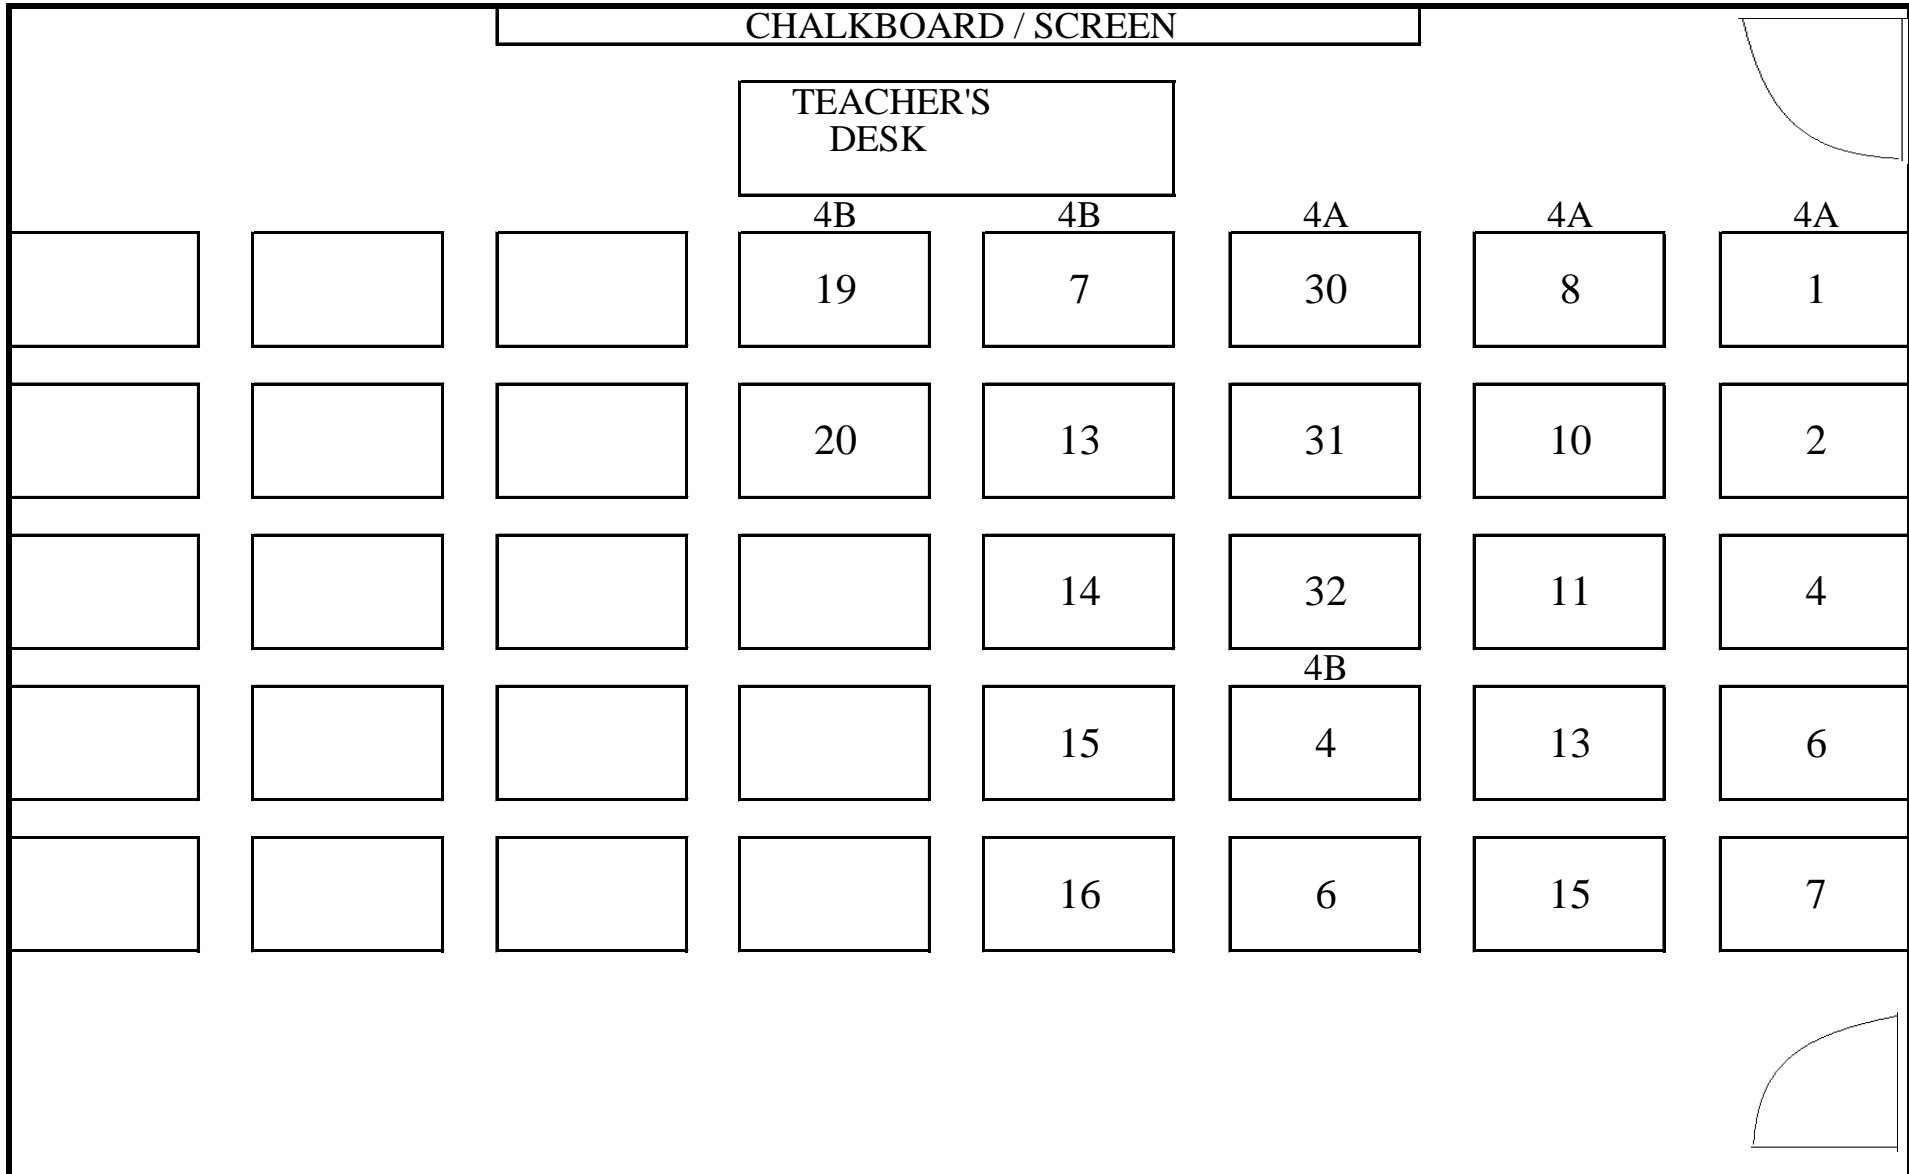 CHALKBOARD / SCREEN
TEACHER'S
DESK
4B 4B 4A 4A 4A
19 7 30 8 1
20 13 31 10 2
14 32 11 4
4B
15 4 13 6
16 6 15 7